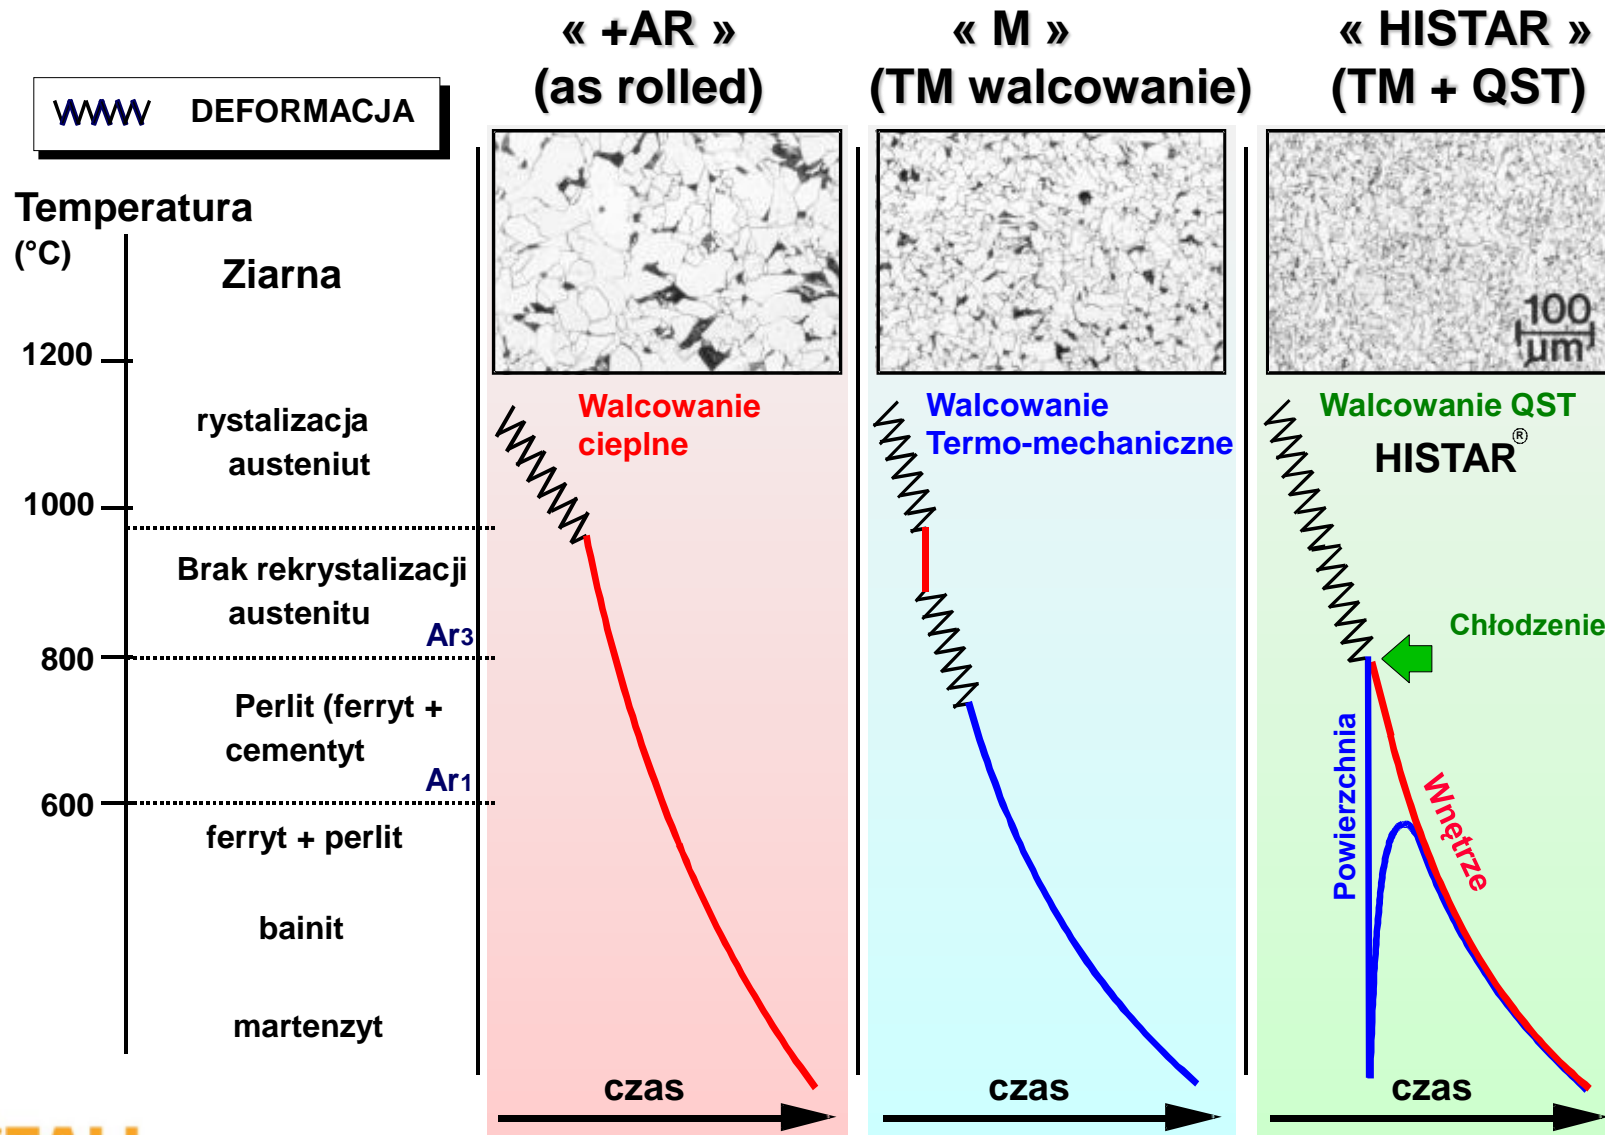 « +AR »
(as rolled)
« M »
(TM walcowanie)
« HISTAR »
(TM + QST)
DEFORMACJA
Temperatura
(°C)
Ziarna
1200
rystalizacja
austeniut
1000
Brak rekrystalizacji
austenitu
Ar3
800
Perlit (ferryt +
cementyt
Ar1
600
ferryt + perlit
bainit
martenzyt
Walcowanie
cieplne
czas
Walcowanie
Termo-mechaniczne
czas
100
µm
Walcowanie QST
HISTAR®
Chłodzenie
Powierzchnia
Wnętrze
czas